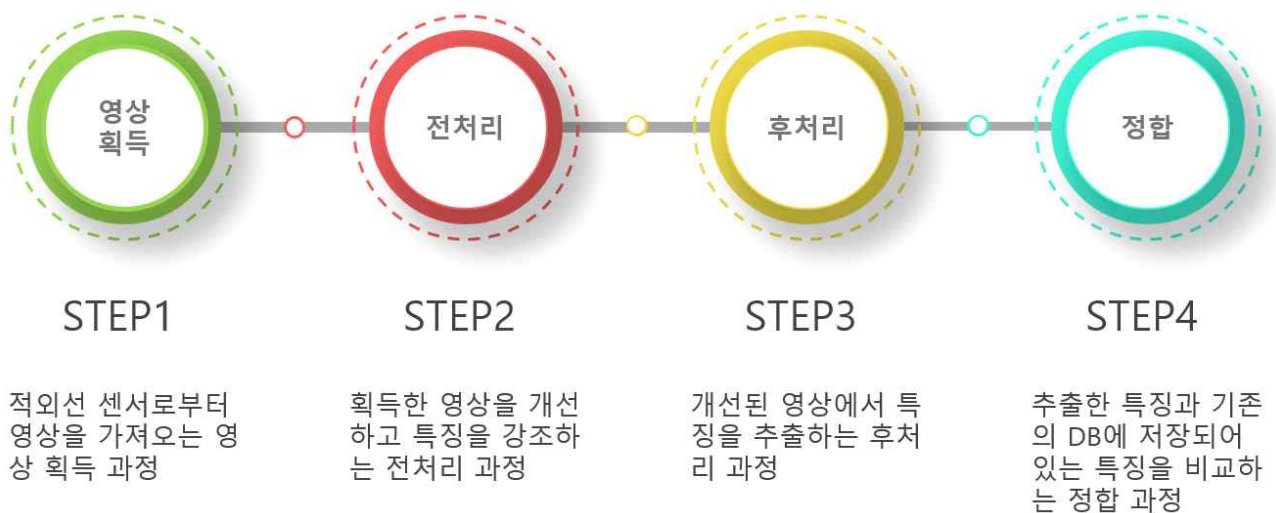 영상
획득
전처리
후처리
정합
STEP1
STEP2
STEP3
STEP4
적외선 센서로부터
영상을 가져오는 영
상 획득 과정
획득한 영상을 개선
하고 특징을 강조하
는 전처리 과정
개선된 영상에서 특
징을 추출하는 후처
리 과정
추출한 특징과 기존
의 DB에 저장되어
있는 특징을 비교하
는 정합 과정